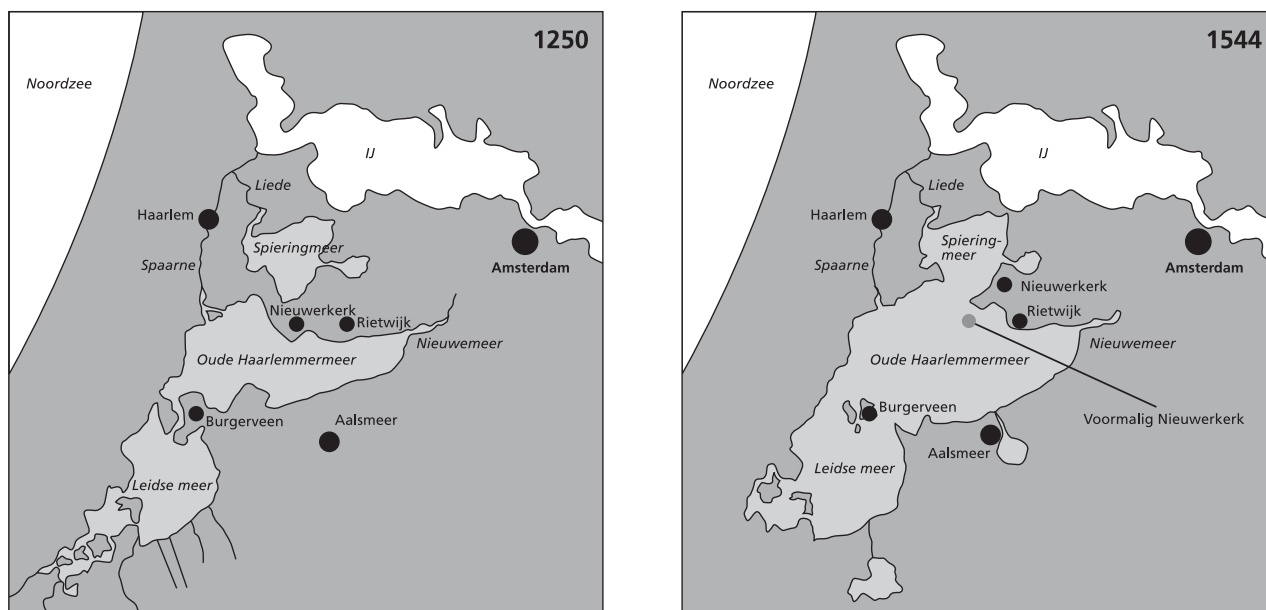 1250
Noordzee
IJ
Liede
Haarlem
Spieringmeer
Spaarne
Amsterdam
Nieuwerkerk
Rietwijk
Nieuwemeer
Oude Haarlemmermeer
Burgerveen
Aalsmeer
Leidse meer
1544
Noordzee
IJ
Liede
Haarlem
Spiering-
meer
Spaarne
Amsterdam
Nieuwerkerk
Rietwijk
Nieuwemeer
Oude Haarlemmermeer
Burgerveen
Voormalig Nieuwerkerk
Aalsmeer
Leidse meer